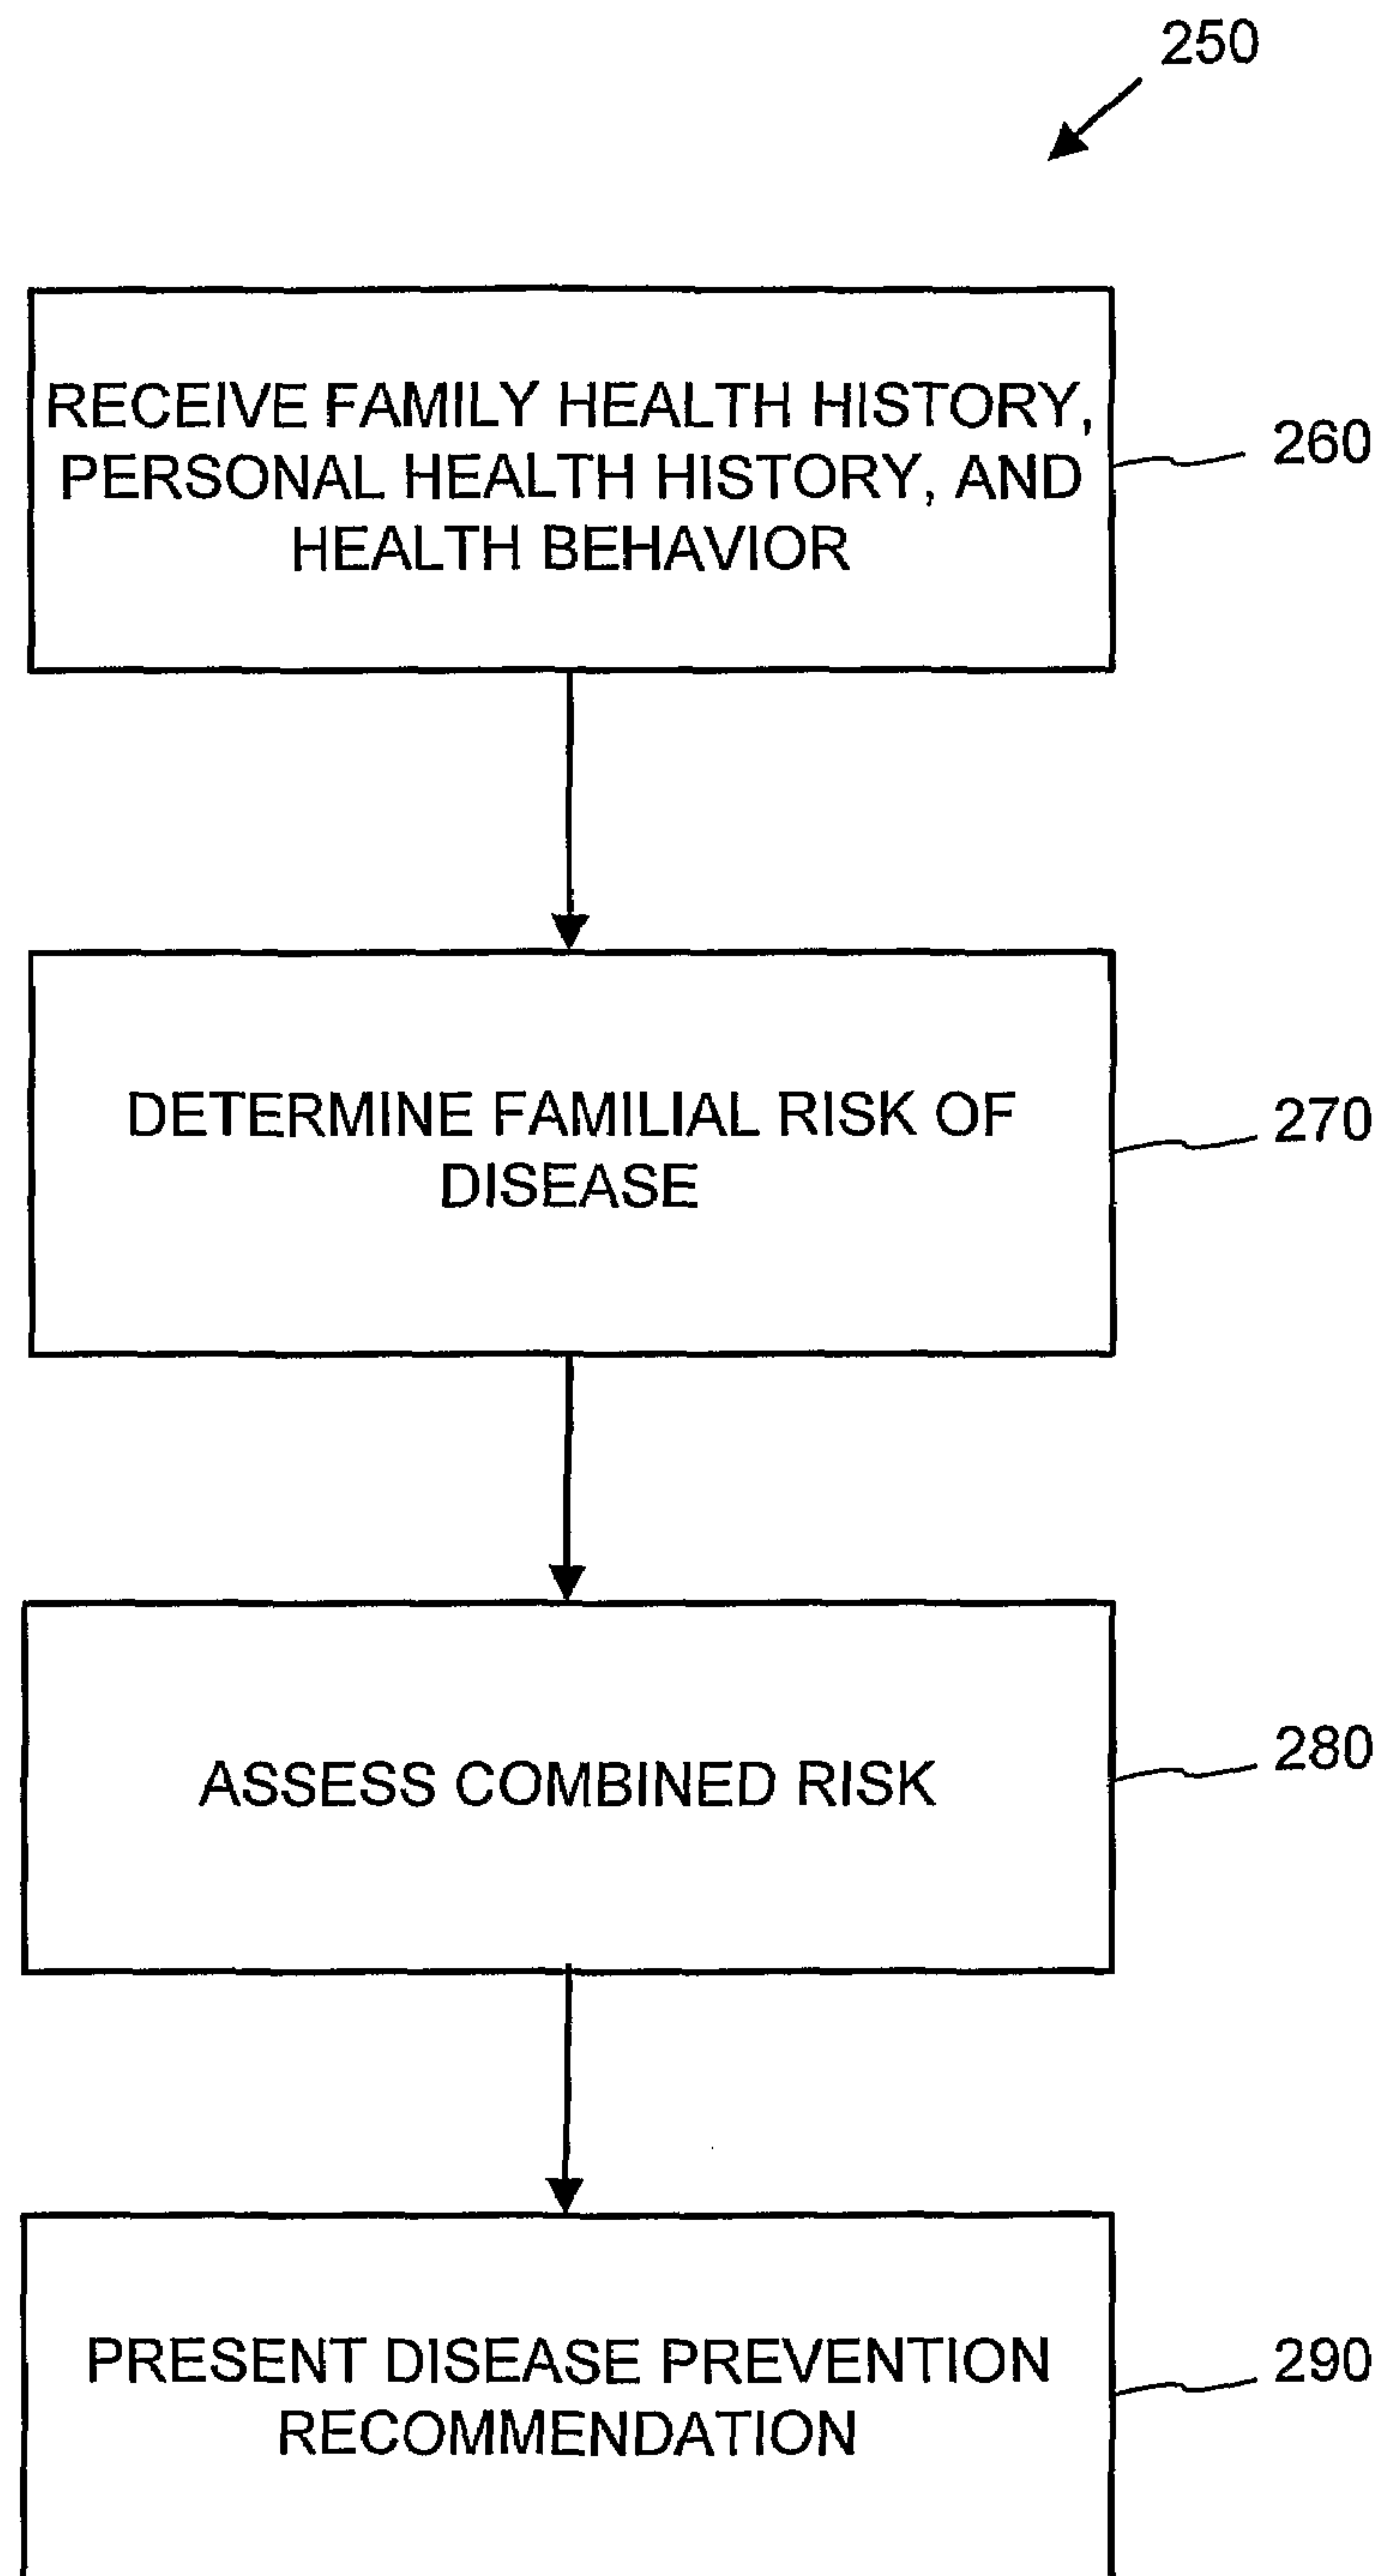 250
RECEIVE FAMILY HEALTH HISTORY,
PERSONAL HEALTH HISTORY, AND
HEALTH BEHAVIOR
260
DETERMINE FAMILIAL RISK OF
DISEASE
270
ASSESS COMBINED RISK
280
PRESENT DISEASE PREVENTION
RECOMMENDATION
290